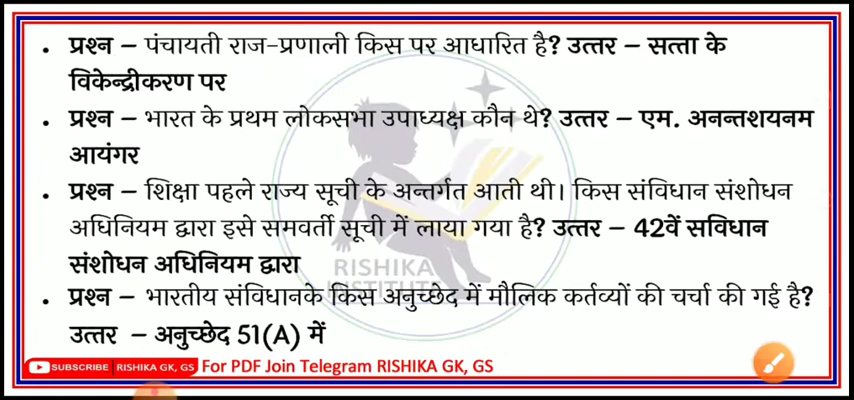 • प्रश्न – पंचायती राज-प्रणाली किस पर आधारित है? उत्तर – सत्ता के
विकेन्द्रीकरण पर
• प्रश्न – भारत के प्रथम लोकसभा उपाध्यक्ष कौन थे? उत्तर – एम. अनन्तशयनम
आयंगर
• प्रश्न – शिक्षा पहले राज्य सूची के अन्तर्गत आती थी। किस संविधान संशोधन
अधिनियम द्वारा इसे समवर्ती सूची में लाया गया है? उत्तर – 42वें सविधान
संशोधन अधिनियम द्वारा
RISHIKA
INSTITUTE
• प्रश्न – भारतीय संविधानके किस अनुच्छेद में मौलिक कर्तव्यों की चर्चा की गई है?
उत्तर – अनुच्छेद 51(A) में
SUBSCRIBE RISHIKA GK, GS For PDF Join Telegram RISHIKA GK, GS